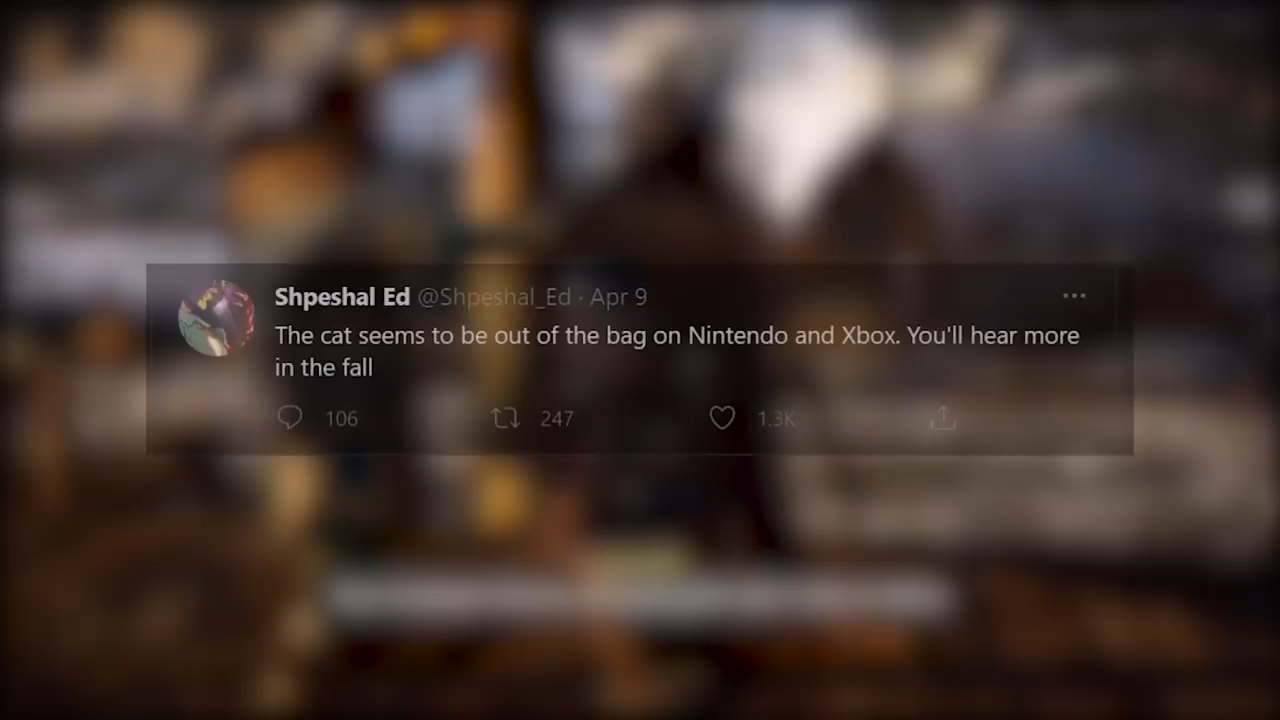 Shpeshal Ed @Shpeshal_Ed · Apr 9
The cat seems to be out of the bag on Nintendo and Xbox. You'll hear more
in the fall
106 247 1.3K